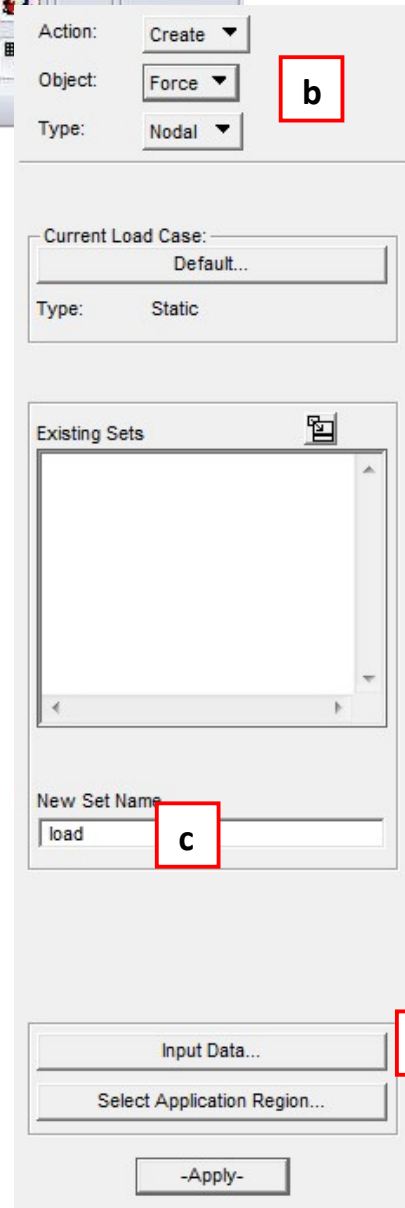 Action: Create
Object: Force
b
Type: Nodal
Current Load Case:
Default...
Type: Static
Existing Sets
New Set Name
load
c
Input Data...
Select Application Region...
-Apply-